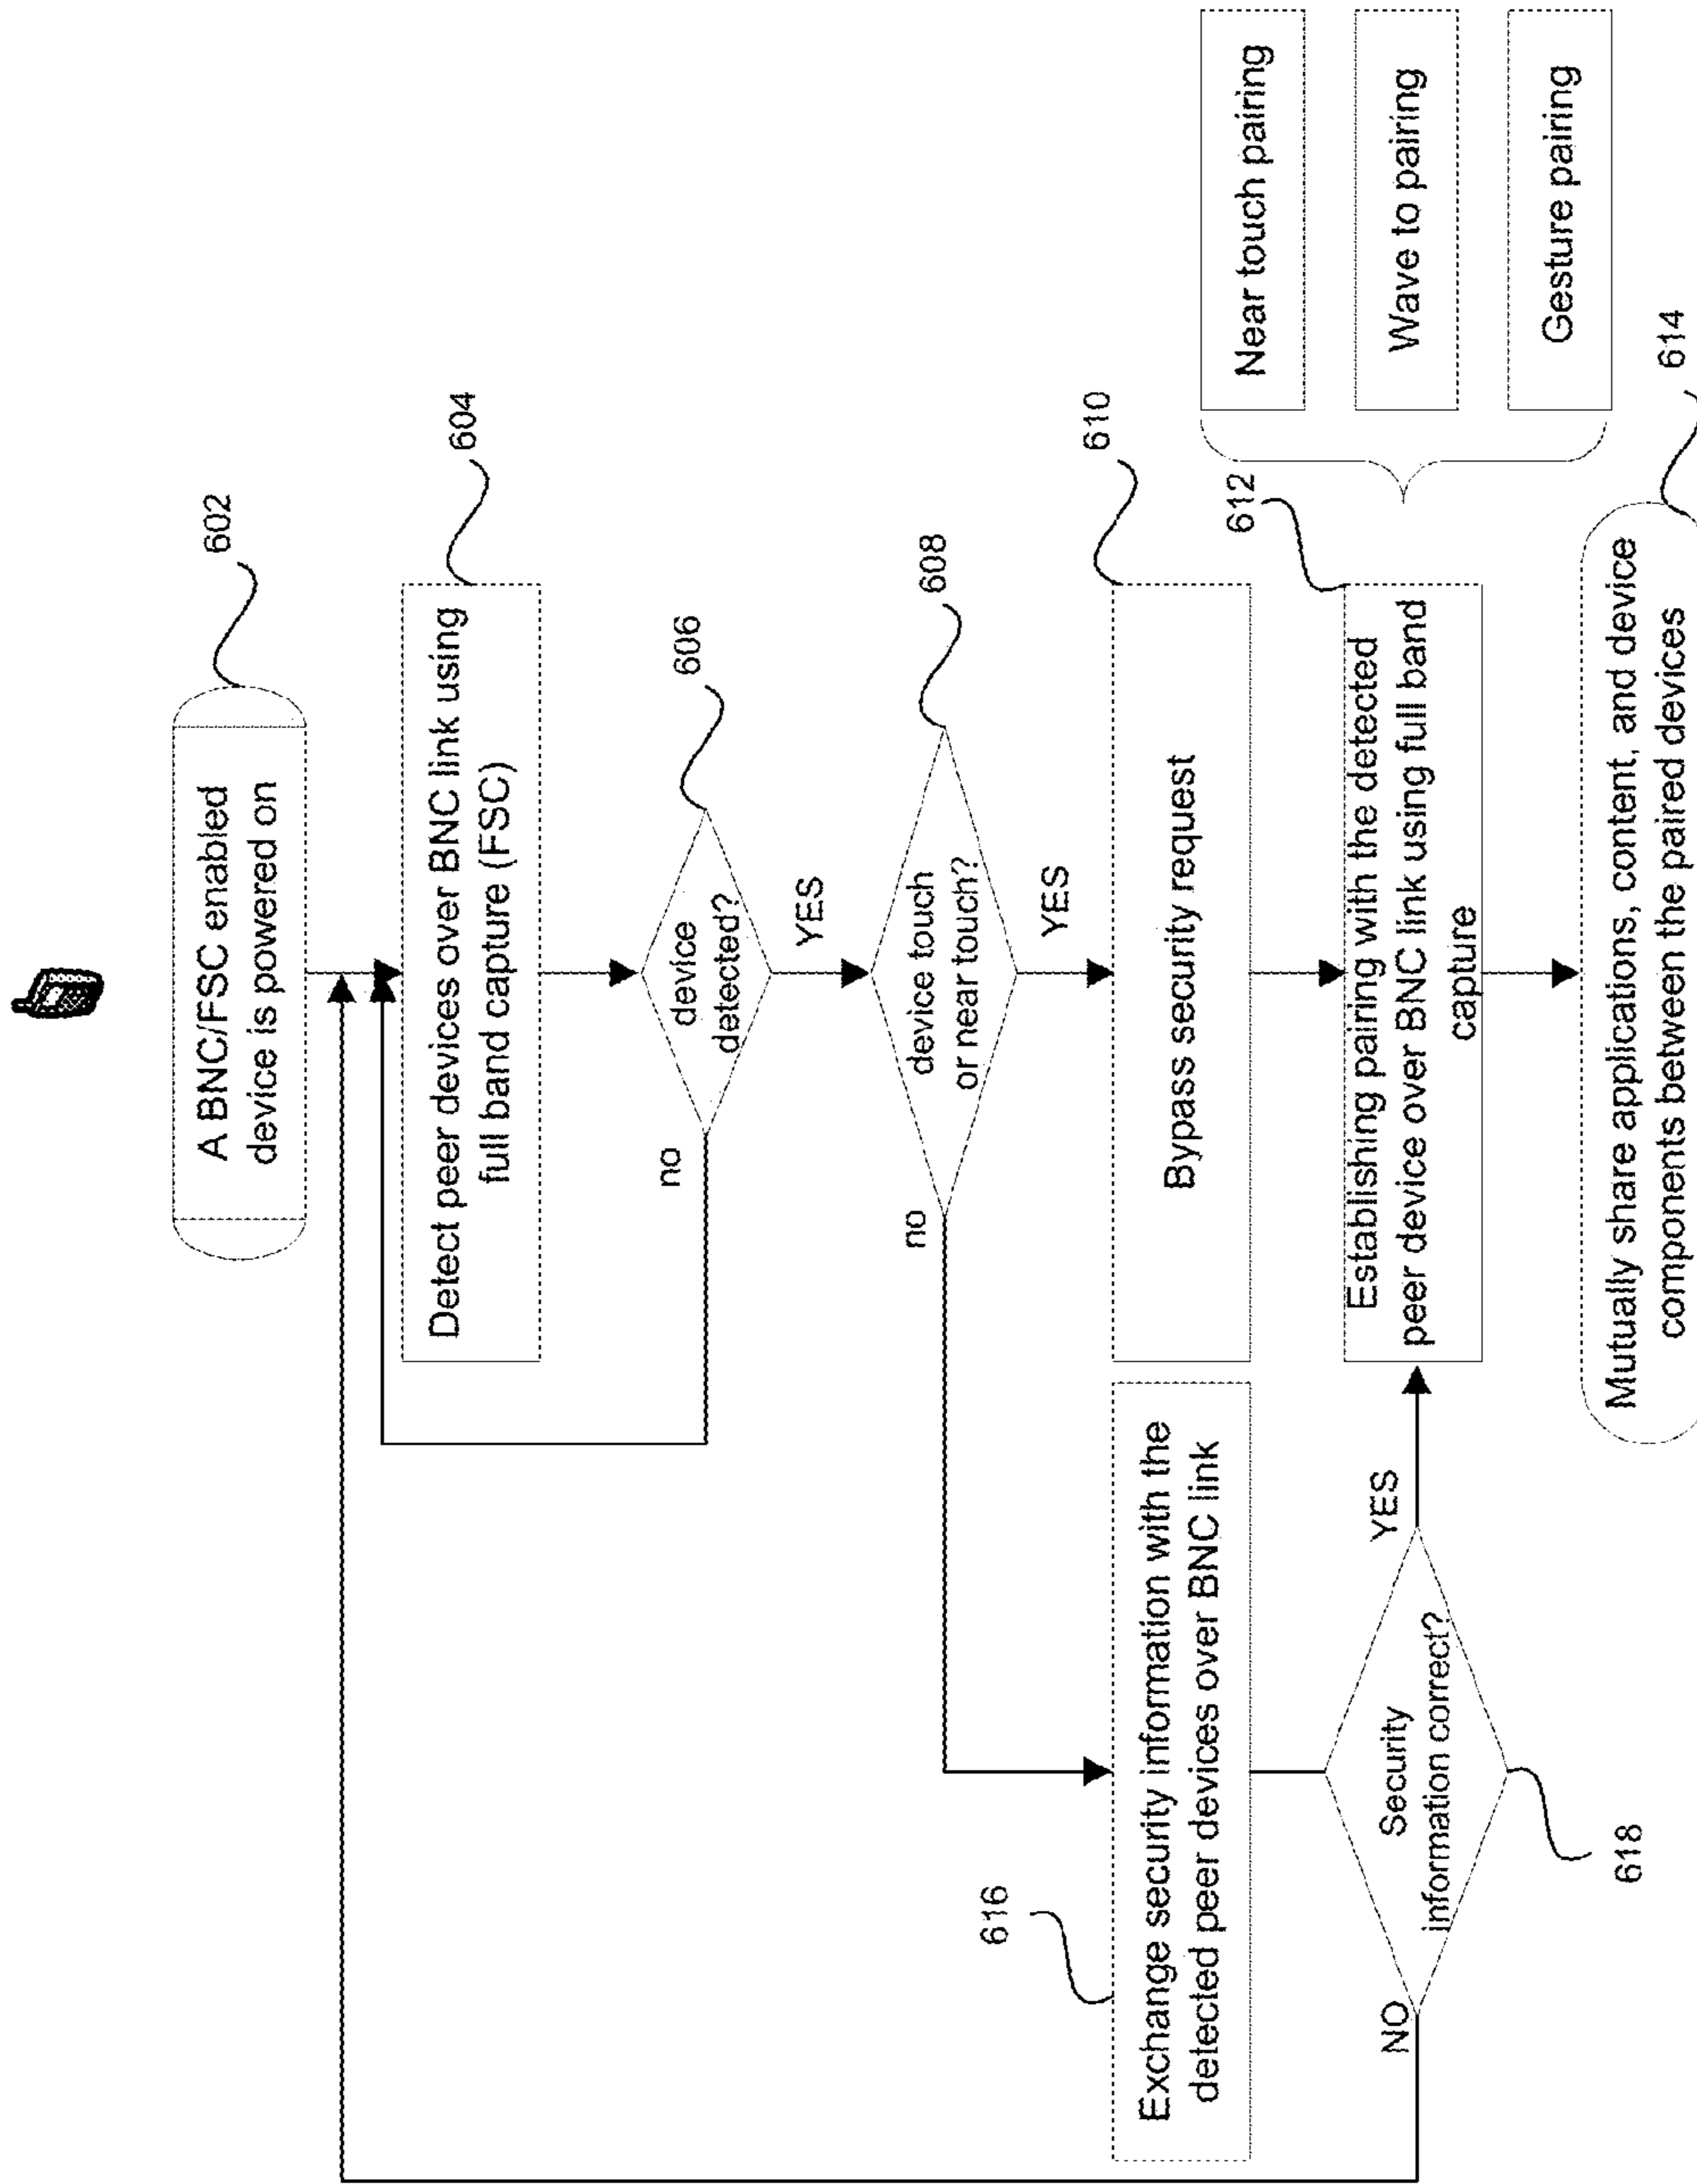 A BNC/FSC enabled
device is powered on
602
Detect peer devices over BNC link using
full band capture (FSC)
604
device
detected?
606
no
YES
device touch
or near touch?
608
no
YES
Bypass security request
610
Exchange security information with the
detected peer devices over BNC link
616
Establishing pairing with the detected
peer device over BNC link using full band
capture
612
Near touch pairing
Wave to pairing
Gesture pairing
Security
information correct?
618
YES
NO
Mutually share applications, content, and device
components between the paired devices
614